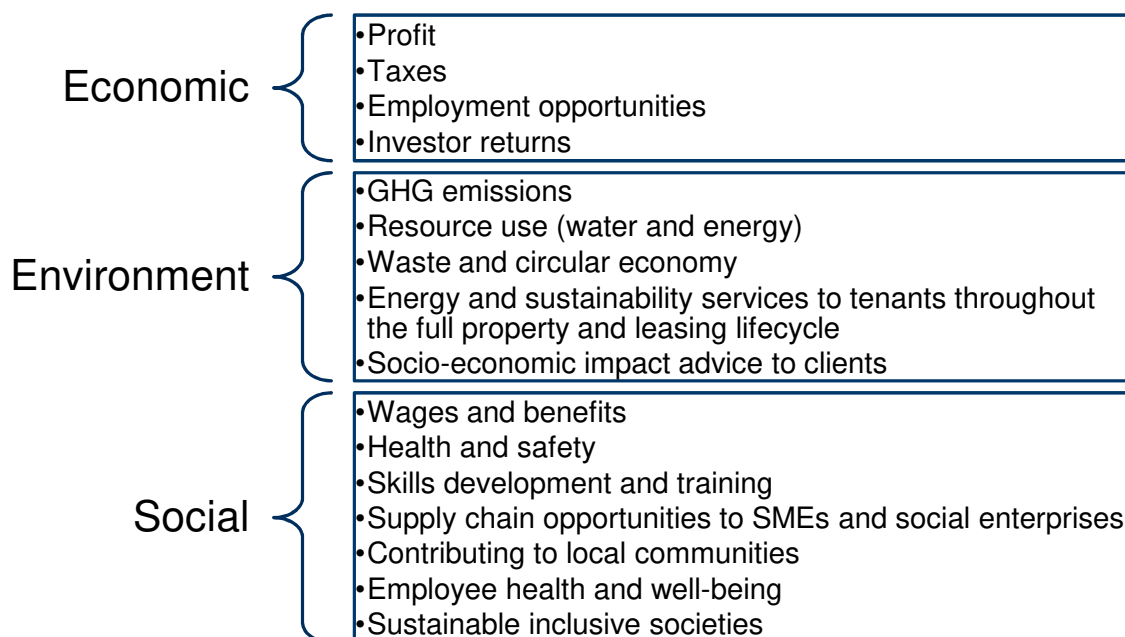 Economic
•Profit
•Taxes
•Employment opportunities
•Investor returns
Environment
•GHG emissions
•Resource use (water and energy)
•Waste and circular economy
•Energy and sustainability services to tenants throughout
the full property and leasing lifecycle
•Socio-economic impact advice to clients
Social
•Wages and benefits
•Health and safety
•Skills development and training
•Supply chain opportunities to SMEs and social enterprises
•Contributing to local communities
•Employee health and well-being
•Sustainable inclusive societies